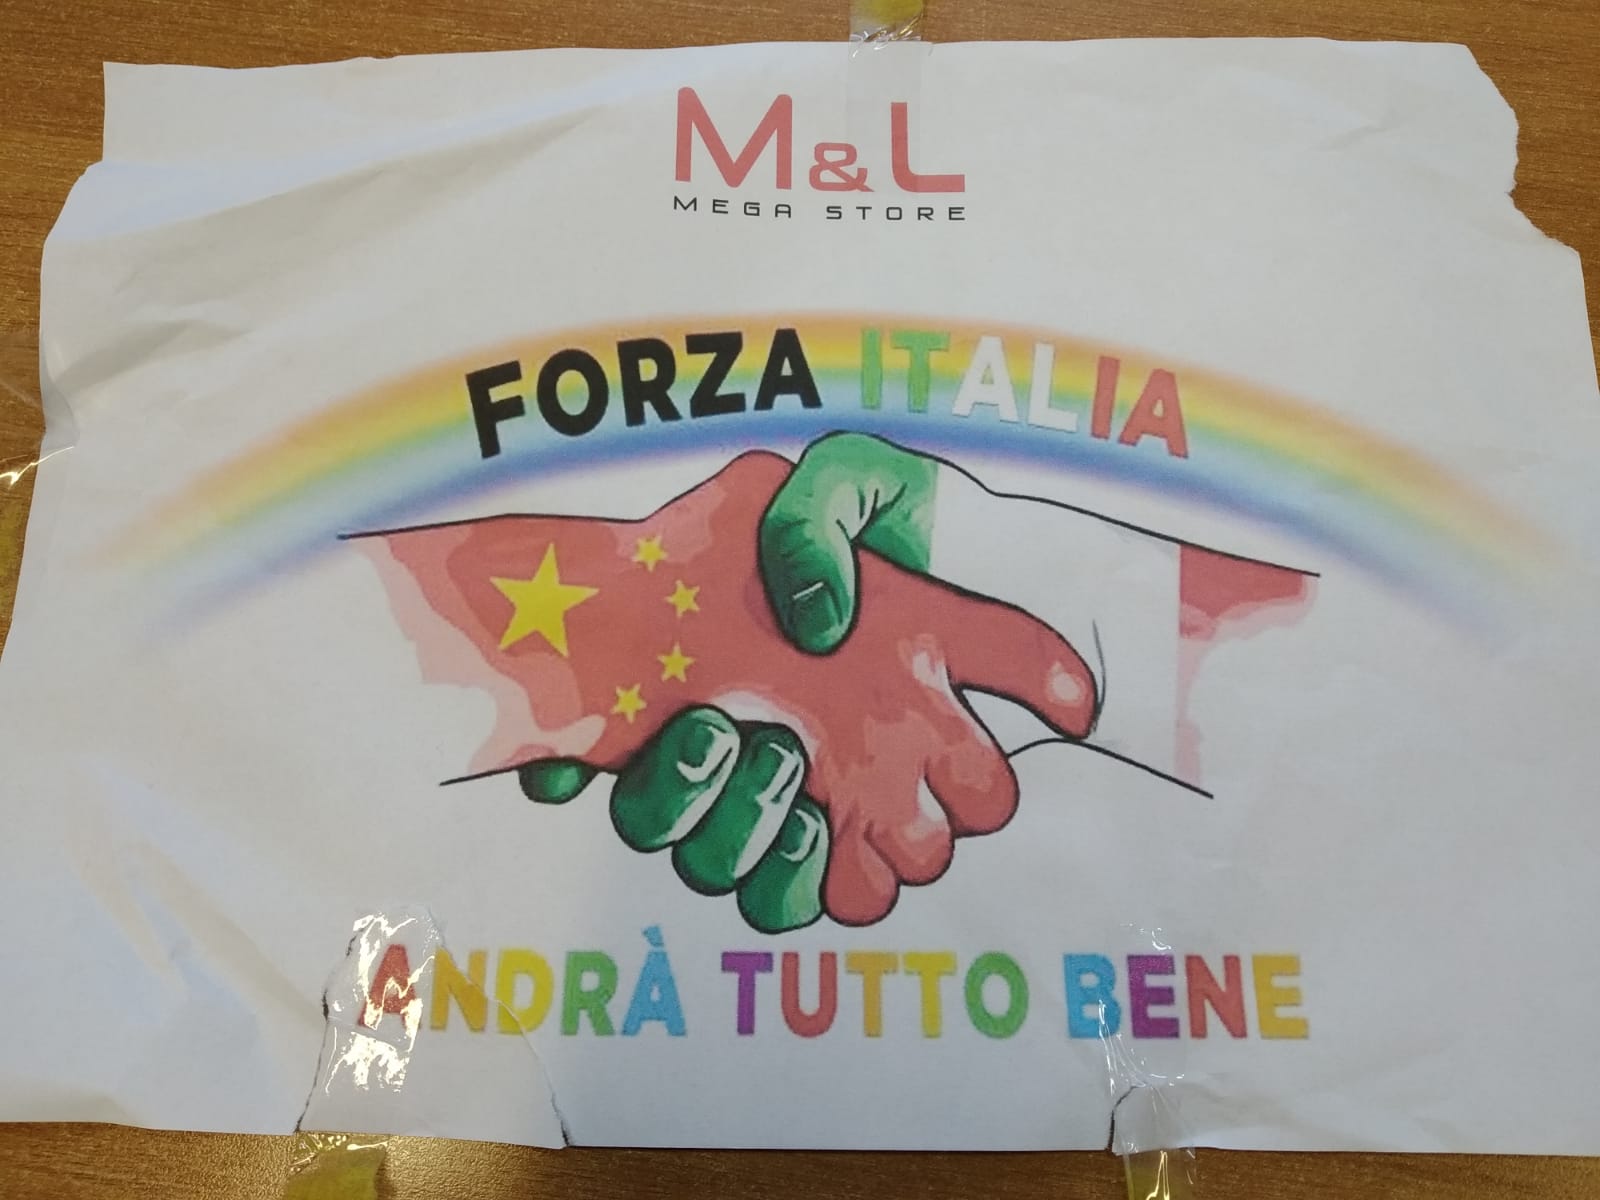 M&L
MEGA STORE
FORZA ITALIA
ANDRÀ TUTTO BENE